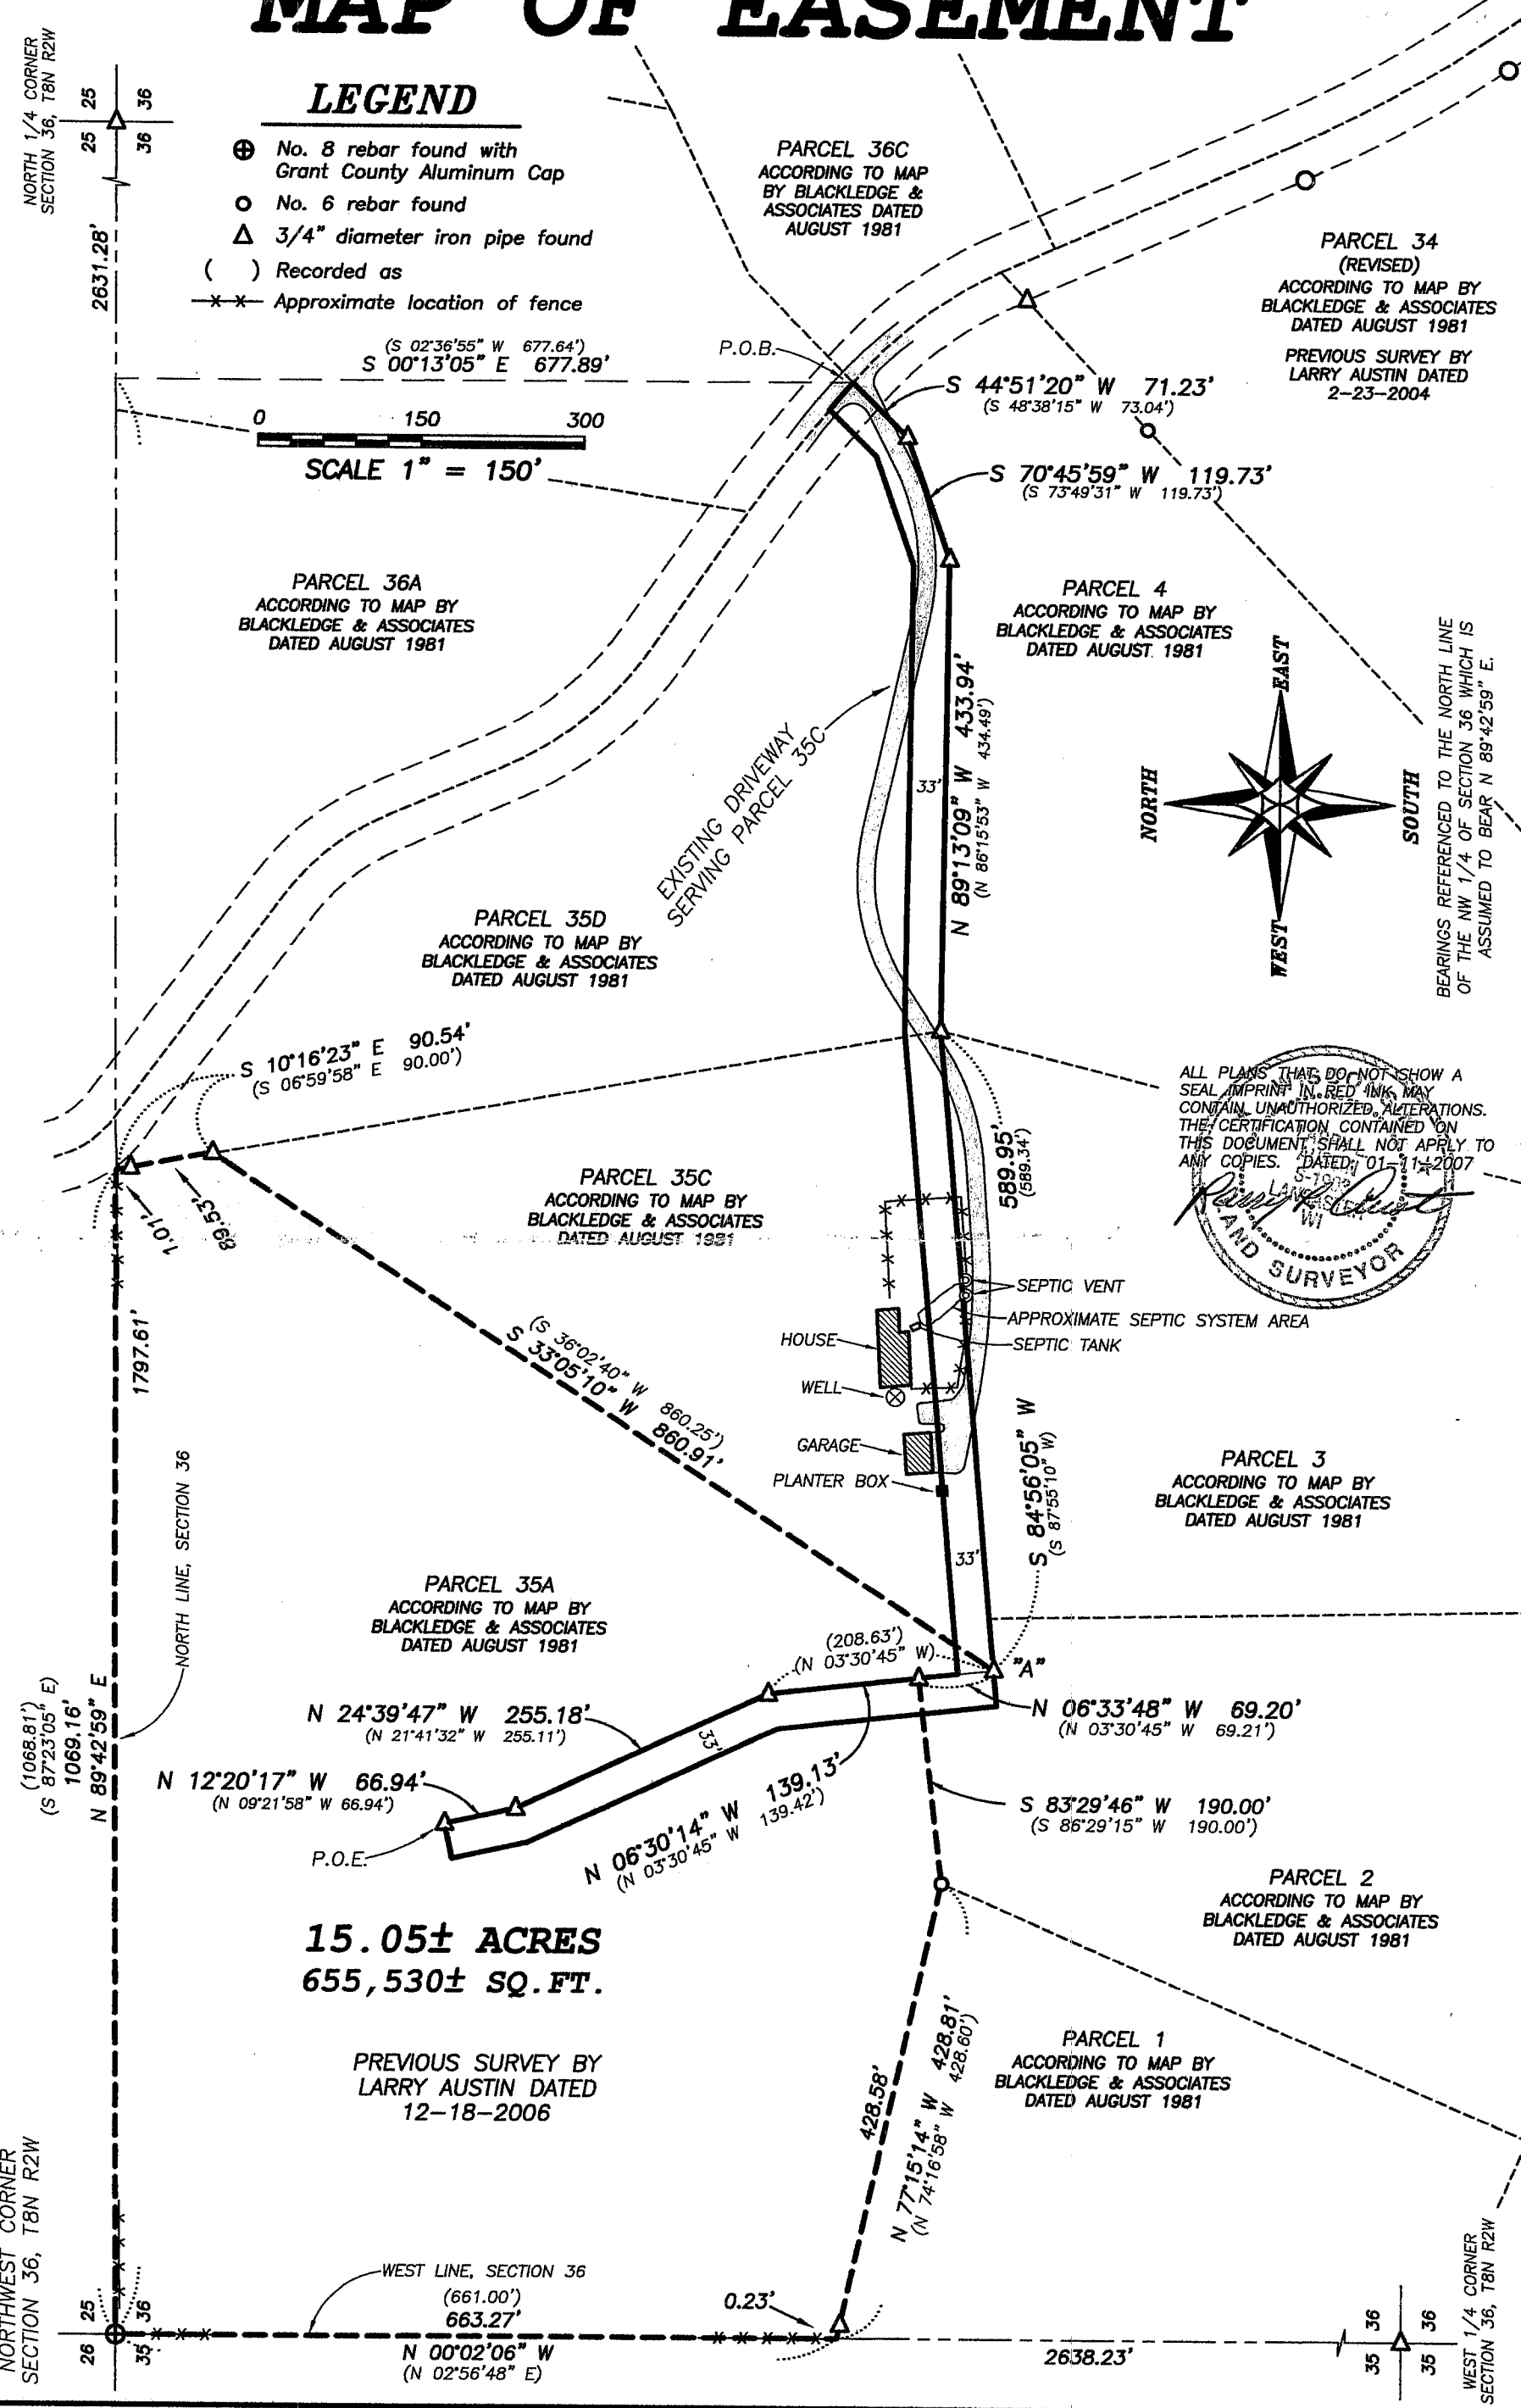 MAP OF EASEMENT
NORTH 1/4 CORNER
SECTION 36, T8N R2W
25 25
36 36
LEGEND
No. 8 rebar found with
Grant County Aluminum Cap
No. 6 rebar found
3/4" diameter iron pipe found
( ) Recorded as
Approximate location of fence
2631.28'
(S 02°36'55" W 677.64')
S 00°13'05" E 677.89'
0 150 300
SCALE 1" = 150'
PARCEL 36C
ACCORDING TO MAP
BY BLACKLEDGE &
ASSOCIATES DATED
AUGUST 1981
PARCEL 34
(REVISED)
ACCORDING TO MAP BY
BLACKLEDGE & ASSOCIATES
DATED AUGUST 1981
PREVIOUS SURVEY BY
LARRY AUSTIN DATED
2-23-2004
P.O.B.
S 44°51'20" W 71.23'
(S 48°38'15" W 73.04')
S 70°45'59" W 119.73'
(S 73°49'31" W 119.73')
PARCEL 36A
ACCORDING TO MAP BY
BLACKLEDGE & ASSOCIATES
DATED AUGUST 1981
PARCEL 4
ACCORDING TO MAP BY
BLACKLEDGE & ASSOCIATES
DATED AUGUST 1981
EXISTING DRIVEWAY
SERVING PARCEL 35C
33'
N 89°13'09" W 433.94'
(N 86°15'53" W 434.49')
EAST
NORTH
SOUTH
WEST
BEARINGS REFERENCED TO THE NORTH LINE
OF THE NW 1/4 OF SECTION 36 WHICH IS
ASSUMED TO BEAR N 89°42'59" E.
PARCEL 35D
ACCORDING TO MAP BY
BLACKLEDGE & ASSOCIATES
DATED AUGUST 1981
S 10°16'23" E 90.54'
(S 06°59'58" E 90.00')
ALL PLANS THAT DO NOT SHOW A
SEAL IMPRINT IN RED INK MAY
CONTAIN UNAUTHORIZED ALTERATIONS.
THE CERTIFICATION CONTAINED ON
THIS DOCUMENT SHALL NOT APPLY TO
ANY COPIES. DATED: 01-11-2007
LAND SURVEYOR
WI
1.01'
89.53'
PARCEL 35C
ACCORDING TO MAP BY
BLACKLEDGE & ASSOCIATES
DATED AUGUST 1981
589.95'
(589.34')
SEPTIC VENT
APPROXIMATE SEPTIC SYSTEM AREA
SEPTIC TANK
HOUSE
WELL
GARAGE
PLANTER BOX
1797.61'
(S 36°02'40" W 860.25')
S 33°05'10" W 860.91'
S 84°56'05" W
(S 87°55'10" W)
33'
PARCEL 3
ACCORDING TO MAP BY
BLACKLEDGE & ASSOCIATES
DATED AUGUST 1981
NORTH LINE, SECTION 36
PARCEL 35A
ACCORDING TO MAP BY
BLACKLEDGE & ASSOCIATES
DATED AUGUST 1981
(208.63')
(N 03°30'45" W)
"A"
(1068.81')
(S 87°23'05" E)
1069.16'
N 89°42'59" E
N 24°39'47" W 255.18'
(N 21°41'32" W 255.11')
33'
N 06°33'48" W 69.20'
(N 03°30'45" W 69.21')
N 12°20'17" W 66.94'
(N 09°21'58" W 66.94')
P.O.E.
N 06°30'14" W 139.13'
(N 03°30'45" W 139.42')
S 83°29'46" W 190.00'
(S 86°29'15" W 190.00')
15.05± ACRES
655,530± SQ.FT.
PARCEL 2
ACCORDING TO MAP BY
BLACKLEDGE & ASSOCIATES
DATED AUGUST 1981
PREVIOUS SURVEY BY
LARRY AUSTIN DATED
12-18-2006
428.58'
N 77°15'14" W 428.81'
(N 74°16'58" W 428.60')
PARCEL 1
ACCORDING TO MAP BY
BLACKLEDGE & ASSOCIATES
DATED AUGUST 1981
NORTHWEST CORNER
SECTION 36, T8N R2W
25 36
26 35
WEST LINE, SECTION 36
(661.00')
663.27'
N 00°02'06" W
(N 02°56'48" E)
0.23'
2638.23'
36 36
35 35
WEST 1/4 CORNER
SECTION 36, T8N R2W